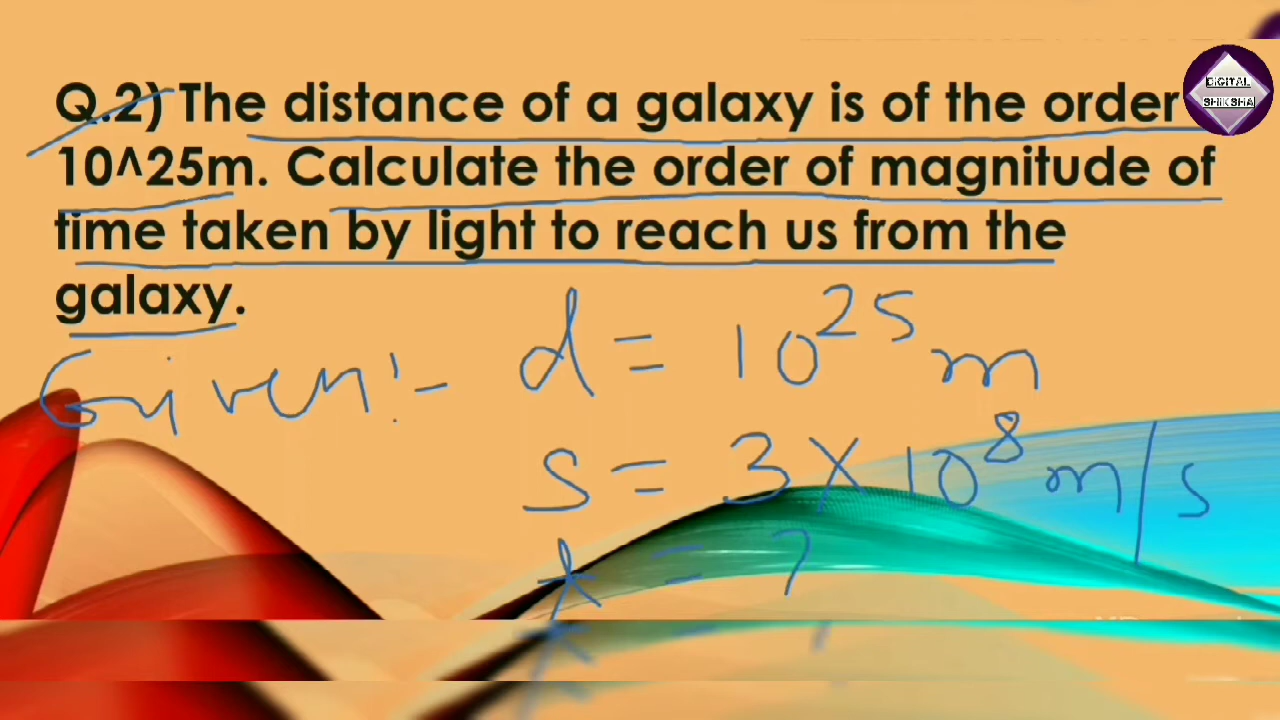 Q.2) The distance of a galaxy is of the order
10^25m. Calculate the order of magnitude of
time taken by light to reach us from the
galaxy.
Given:- d = 10^25 m
s = 3 × 10^8 m/s
t = ?
DIGITAL
SHIKSHA